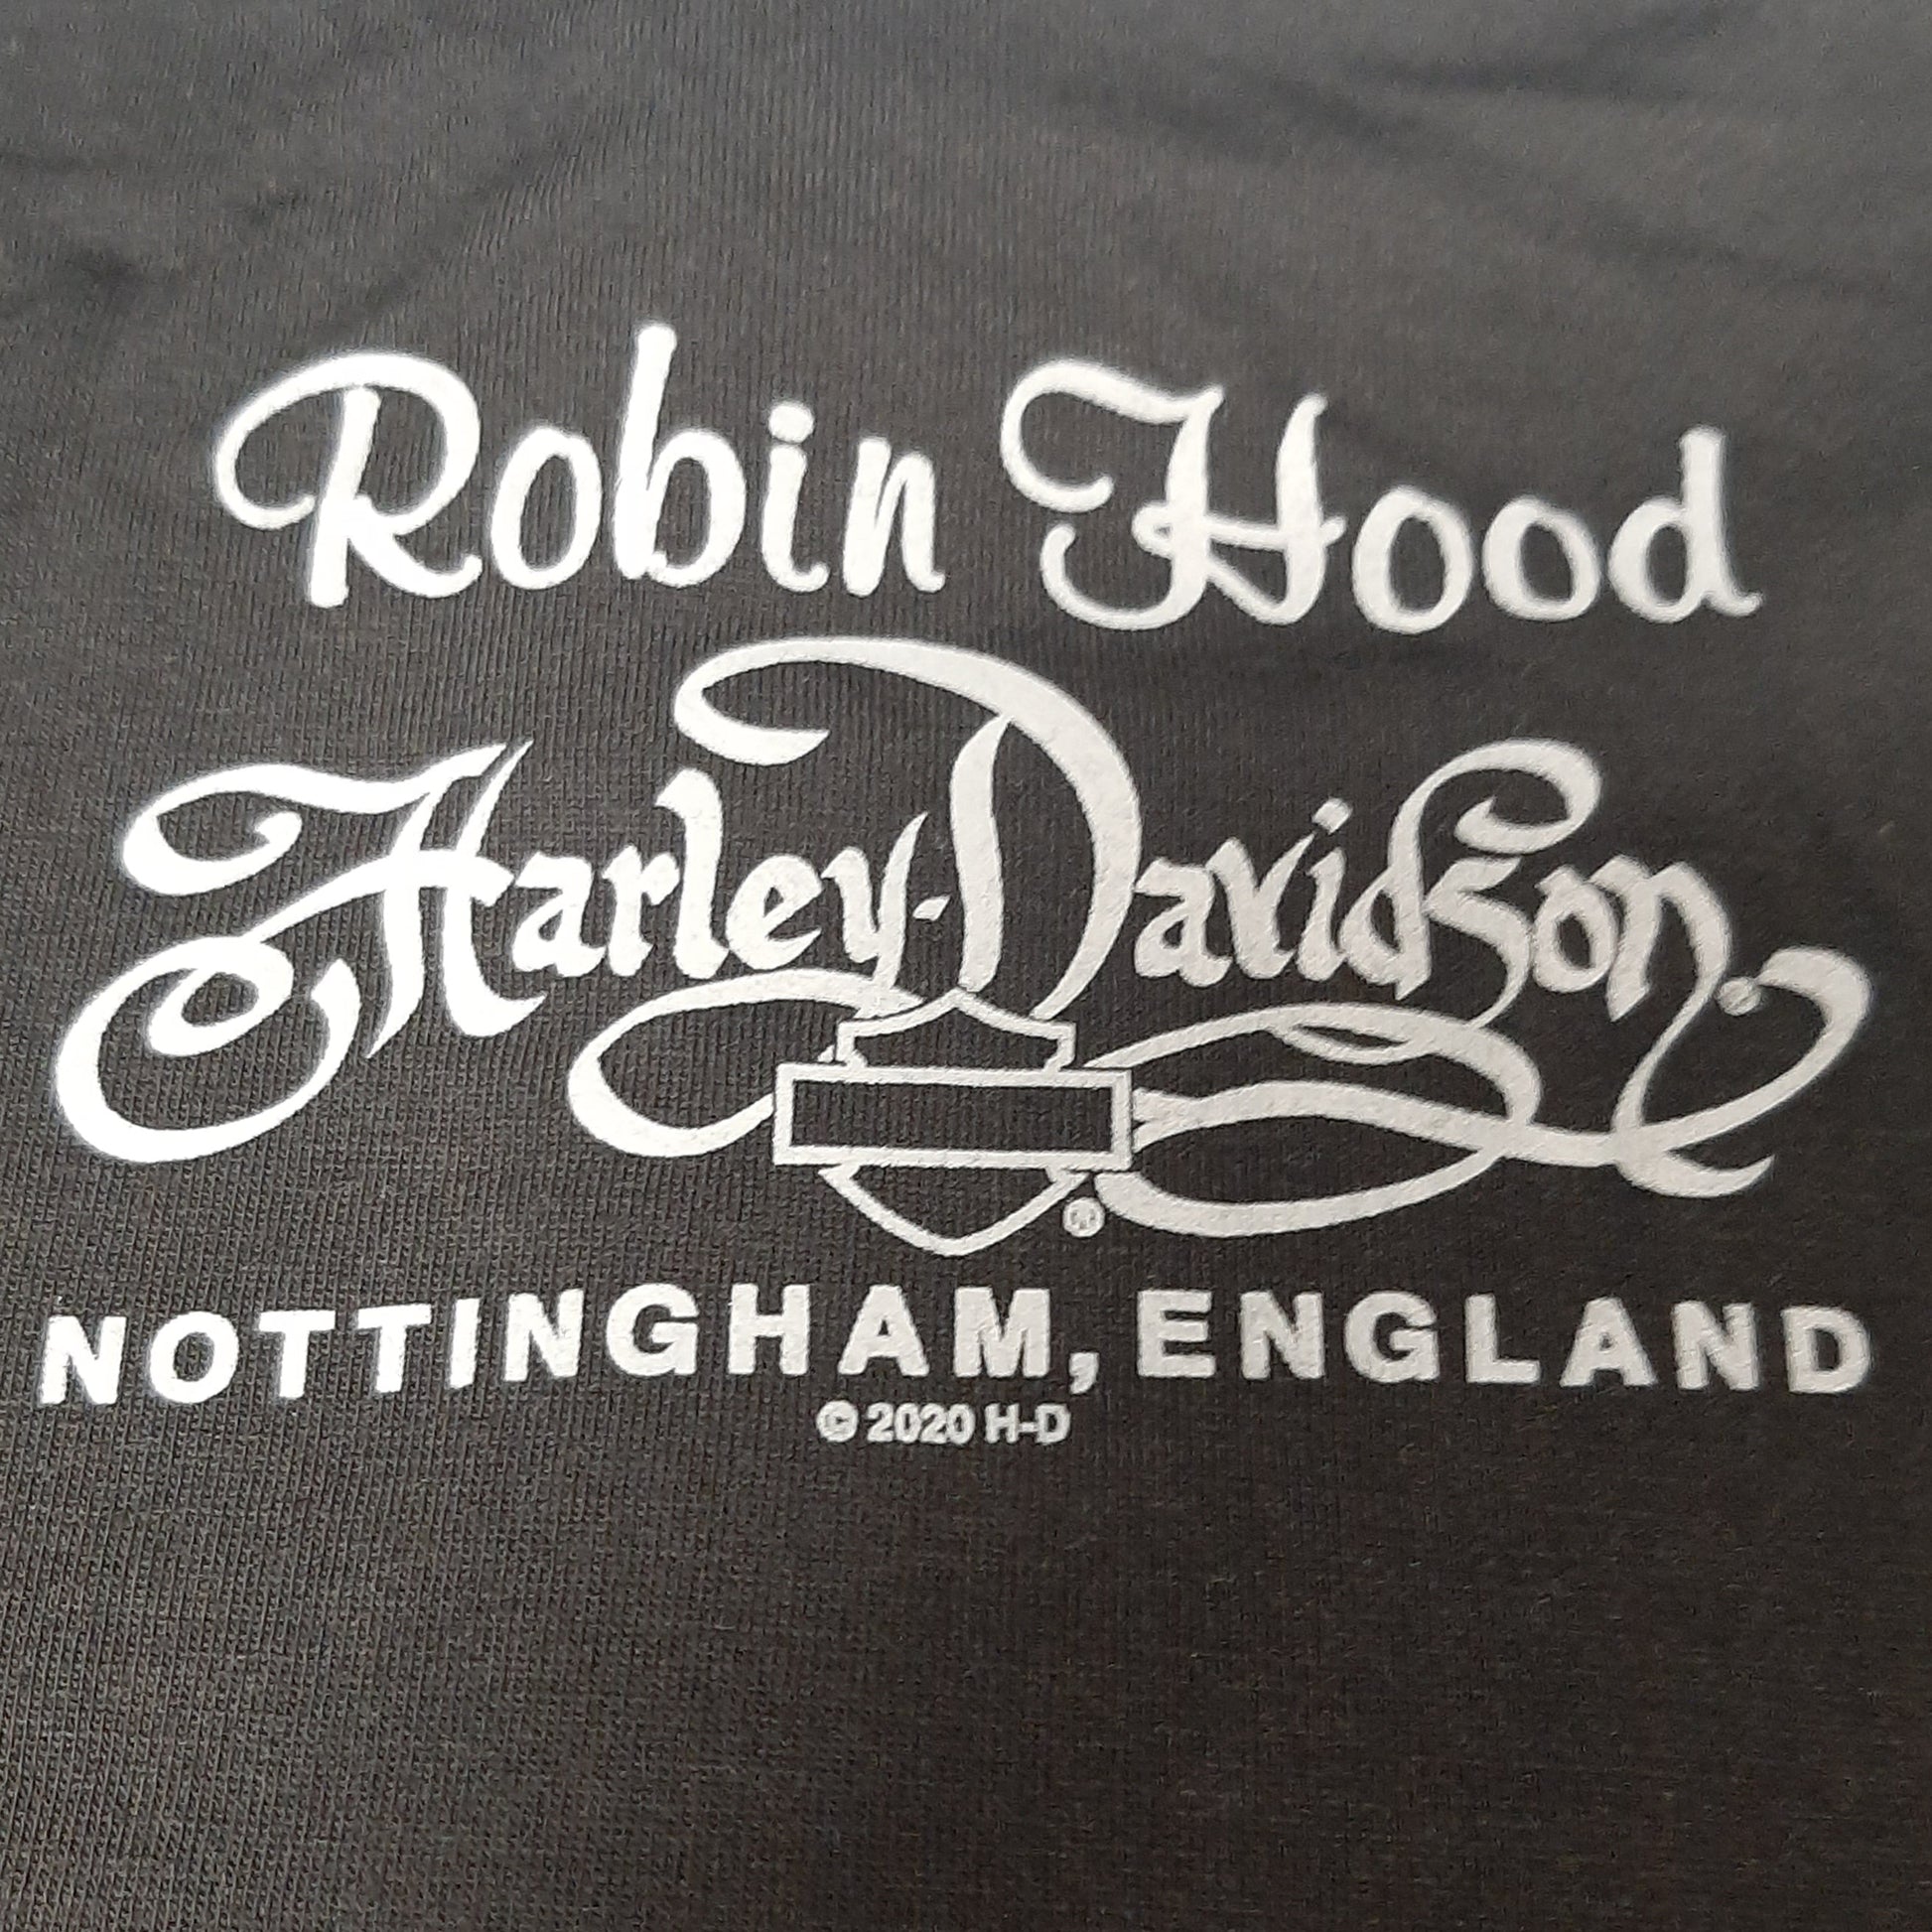 Robin Hood
Harley-Davidson®
®
NOTTINGHAM, ENGLAND
© 2020 H-D